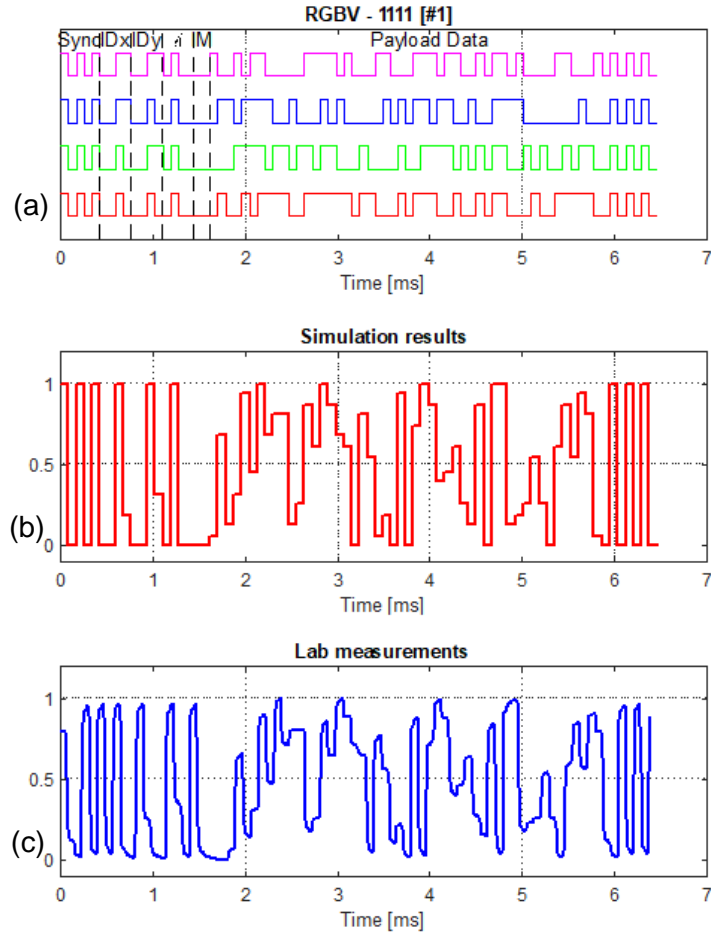 RGBV - 1111 [#1]
Sync IDx IDy IM Payload Data
(a)
0 1 2 3 4 5 6 7
Time [ms]
Simulation results
1
0.5
0
(b)
0 1 2 3 4 5 6 7
Time [ms]
Lab measurements
1
0.5
0
(c)
0 1 2 3 4 5 6 7
Time [ms]